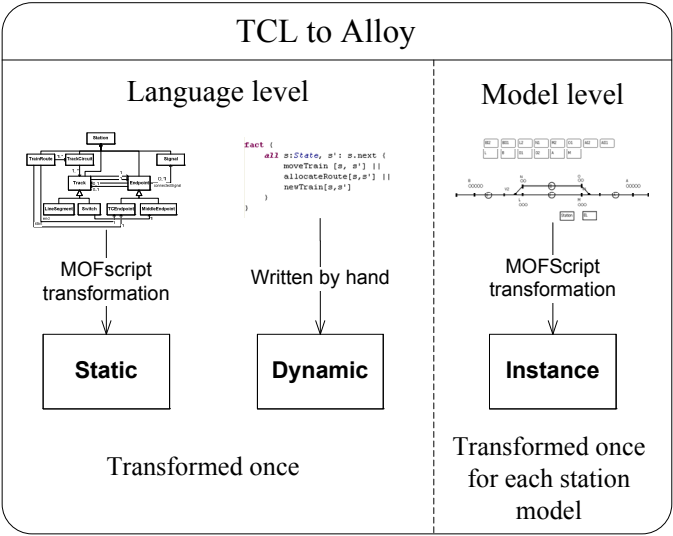 TCL to Alloy
Language level
Model level
Station
TrainRoute
TrackCircuit
Signal
Track
Endpoint
connectedSignal
LineSegment
Switch
TCEndpoint
MiddleEndpoint
fact {
all s:State, s': s.next {
moveTrain [s, s'] ||
allocateRoute[s,s'] ||
newTrain[s,s']
}
}
Station
MOFscript
transformation
Written by hand
MOFScript
transformation
Static
Dynamic
Instance
Transformed once
Transformed once
for each station
model